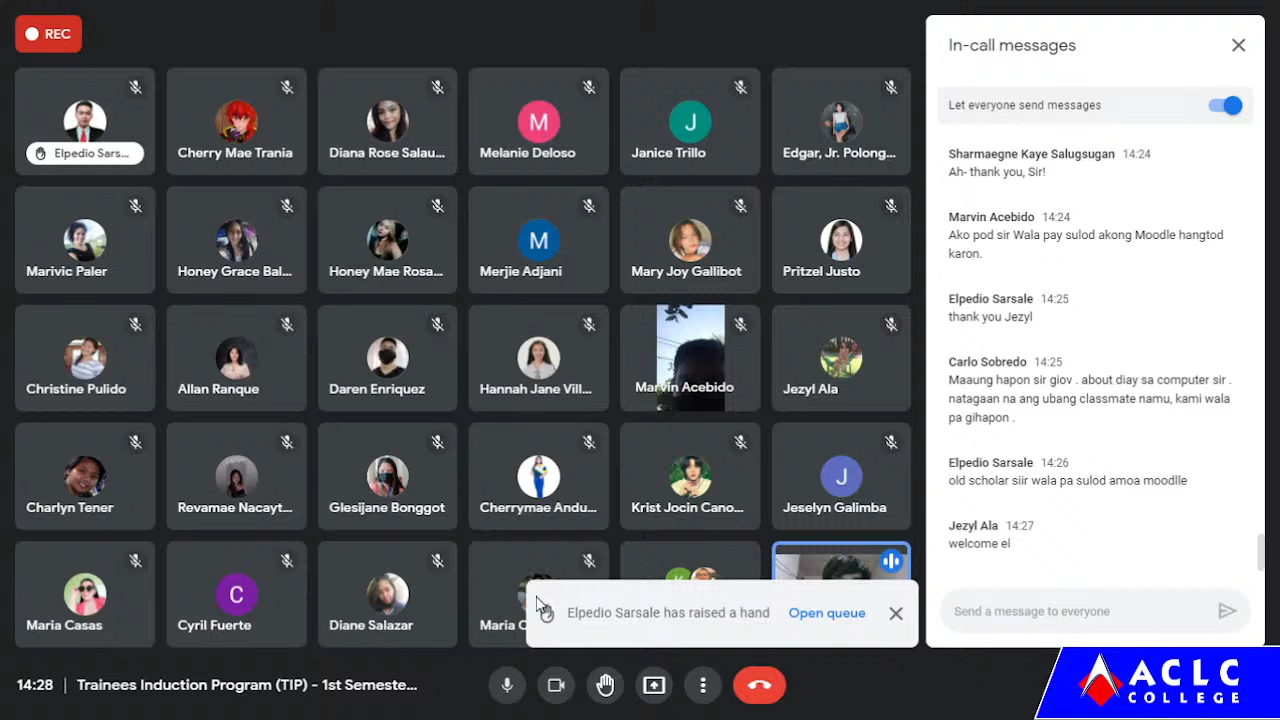 REC
Elpedio Sars...
Cherry Mae Trania
Diana Rose Salau...
M
Melanie Deloso
J
Janice Trillo
Edgar, Jr. Polong...
Marivic Paler
Honey Grace Bal...
Honey Mae Rosa...
M
Merjie Adjani
Mary Joy Gallibot
Pritzel Justo
Christine Pulido
Allan Ranque
Daren Enriquez
Hannah Jane Vill...
Marvin Acebido
Jezyl Ala
Charlyn Tener
Revamae Nacayt...
Glesijane Bonggot
Cherrymae Andu...
Krist Jocin Cano...
J
Jeselyn Galimba
Maria Casas
C
Cyril Fuerte
Diane Salazar
Maria
K
Elpedio Sarsale has raised a hand
Open queue
14:28 | Trainees Induction Program (TIP) - 1st Semeste...
In-call messages
Let everyone send messages
Sharmaegne Kaye Salugsugan 14:24
Ah- thank you, Sir!
Marvin Acebido 14:24
Ako pod sir Wala pay sulod akong Moodle hangtod
karon.
Elpedio Sarsale 14:25
thank you Jezyl
Carlo Sobredo 14:25
Maaung hapon sir giov . about diay sa computer sir .
natagaan na ang ubang classmate namu, kami wala
pa gihapon .
Elpedio Sarsale 14:26
old scholar siir wala pa sulod amoa moodlle
Jezyl Ala 14:27
welcome el
Send a message to everyone
ACLC
COLLEGE